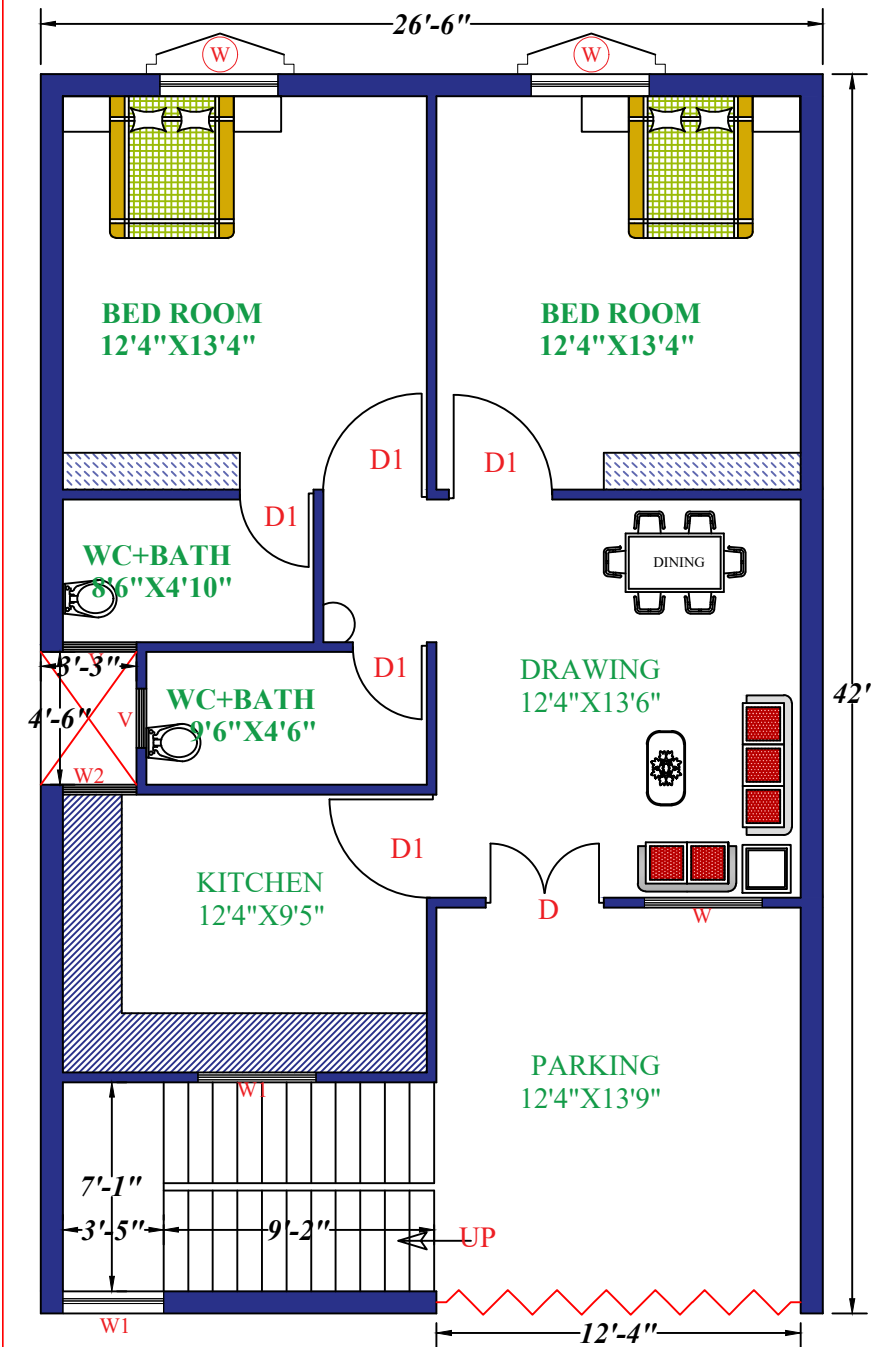 26'-6"
W
W
BED ROOM
12'4"X13'4"
BED ROOM
12'4"X13'4"
D1
D1
D1
WC+BATH
8'6"X4'10"
DINING
3'-3"
V
4'-6"
V
W2
WC+BATH
9'6"X4'6"
D1
DRAWING
12'4"X13'6"
42'
D1
KITCHEN
12'4"X9'5"
D
W
PARKING
12'4"X13'9"
W1
7'-1"
3'-5"
9'-2"
UP
W1
12'-4"